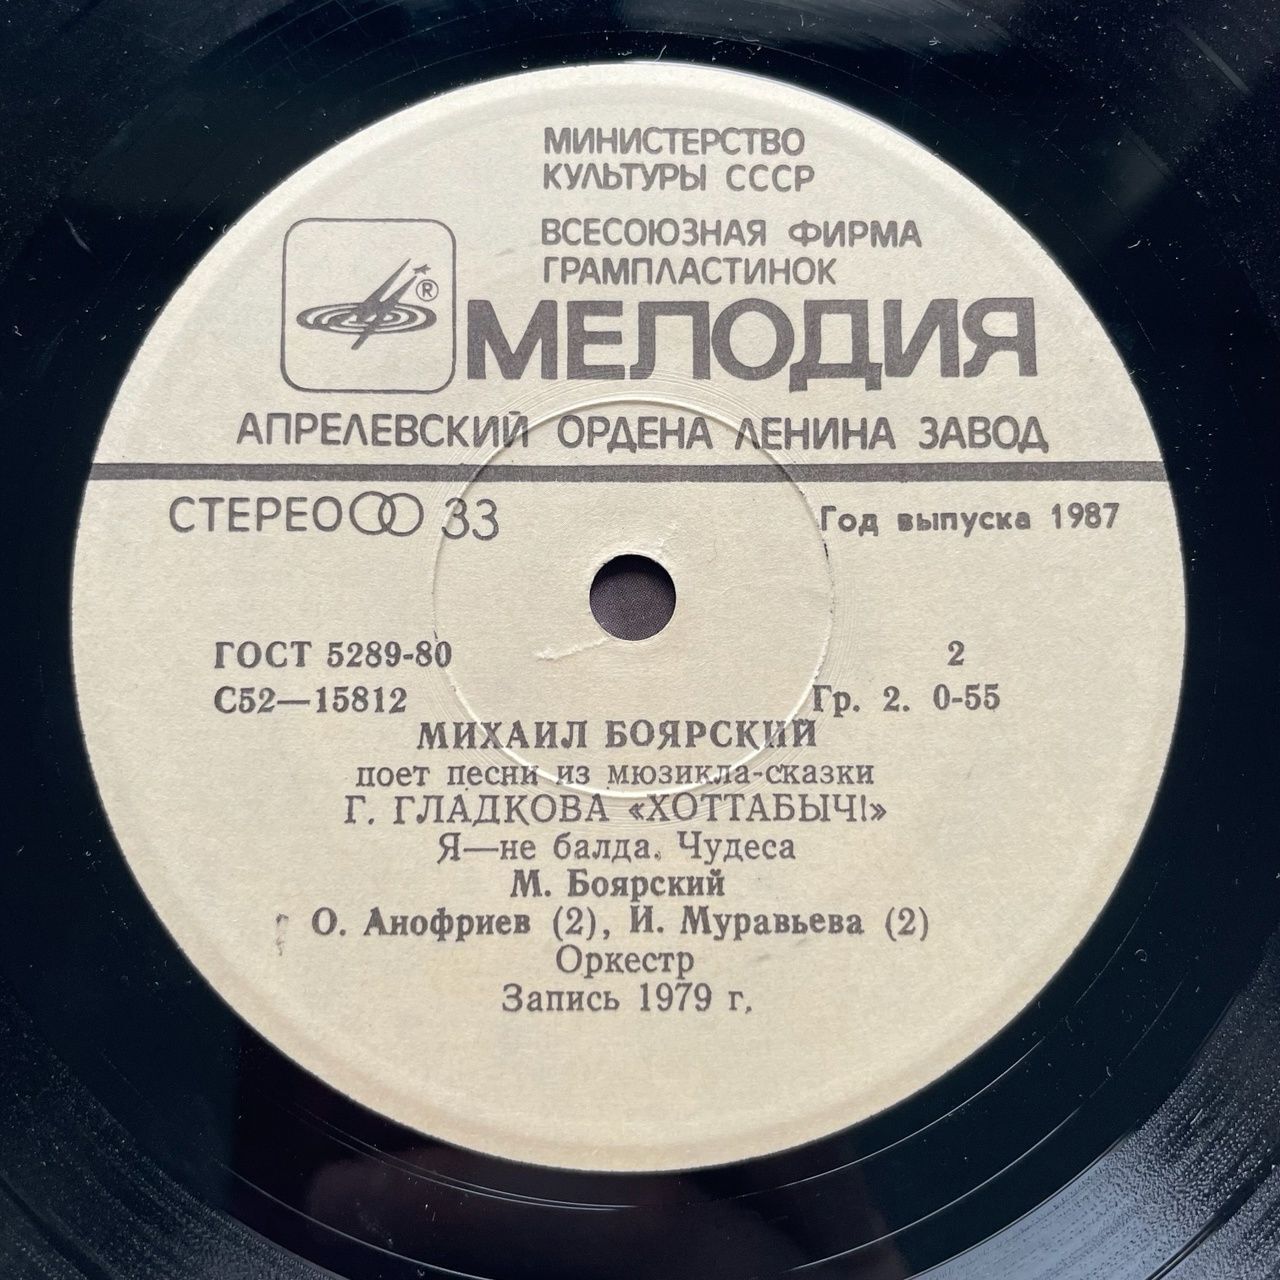 МИНИСТЕРСТВО
КУЛЬТУРЫ СССР
ВСЕСОЮЗНАЯ ФИРМА
ГРАМПЛАСТИНОК
®
МЕЛОДИЯ
АПРЕЛЕВСКИЙ ОРДЕНА ЛЕНИНА ЗАВОД
СТЕРЕО 33 Год выпуска 1987
ГОСТ 5289-80 2
С52—15812 Гр. 2. 0-55
МИХАИЛ БОЯРСКИЙ
поет песни из мюзикла-сказки
Г. ГЛАДКОВА «ХОТТАБЫЧ!»
Я—не балда. Чудеса
М. Боярский
О. Анофриев (2), И. Муравьева (2)
Оркестр
Запись 1979 г.